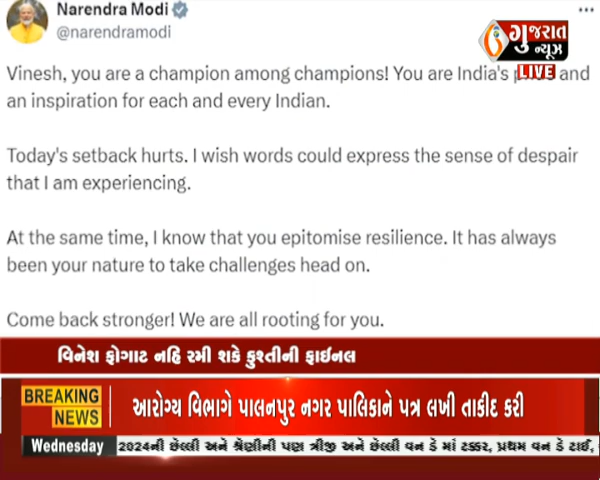 Narendra Modi
@narendramodi
ગુજરાત
ન્યૂઝ
LIVE
Vinesh, you are a champion among champions! You are India's and
an inspiration for each and every Indian.
Today's setback hurts. I wish words could express the sense of despair
that I am experiencing.
At the same time, I know that you epitomise resilience. It has always
been your nature to take challenges head on.
Come back stronger! We are all rooting for you.
વિનેશ ફોગાટ નહિ રમી શકે કુશ્તીની ફાઈનલ
BREAKING
NEWS
આરોગ્ય વિભાગે પાલનપુર નગર પાલિકાને પત્ર લખી તાકીદ કરી
Wednesday
2024ની છેલ્લી અને શ્રેણીની પણ ત્રીજી અને છેલ્લી વન ડે માં ટક્કર, પ્રથમ વન ડે ટાઈ,